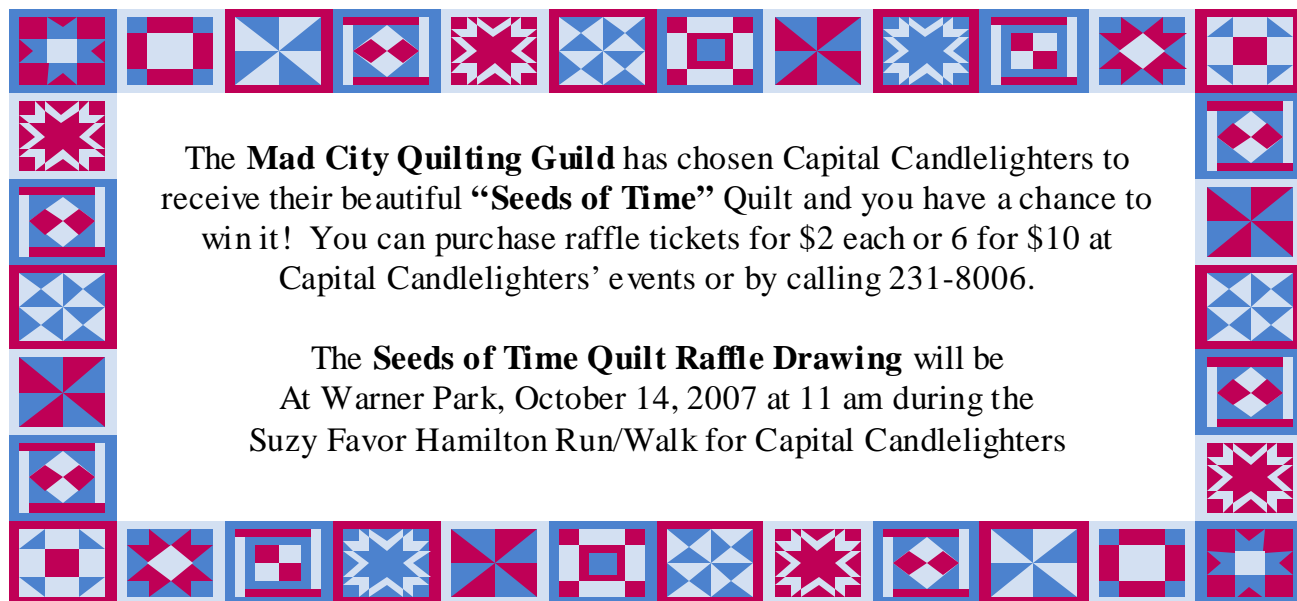 The Mad City Quilting Guild has chosen Capital Candlelighters to
receive their beautiful “Seeds of Time” Quilt and you have a chance to
win it!  You can purchase raffle tickets for $2 each or 6 for $10 at
Capital Candlelighters’ events or by calling 231-8006.
The Seeds of Time Quilt Raffle Drawing will be
At Warner Park, October 14, 2007 at 11 am during the
Suzy Favor Hamilton Run/Walk for Capital Candlelighters